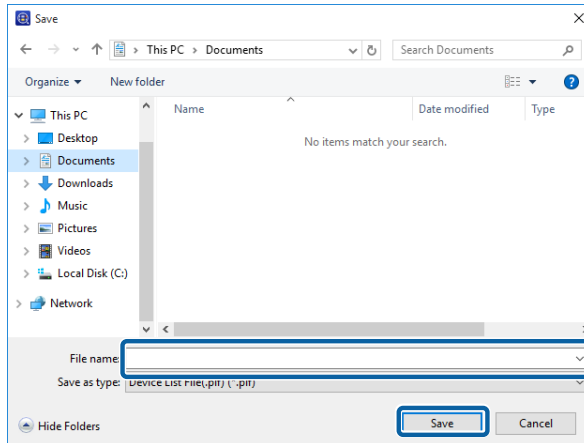 Save
This PC > Documents
Search Documents
Organize
New folder
Name
Date modified
Type
No items match your search.
This PC
Desktop
Documents
Downloads
Music
Pictures
Videos
Local Disk (C:)
Network
File name:
Save as type: Device List File(.plf) (*.plf)
Hide Folders
Save
Cancel